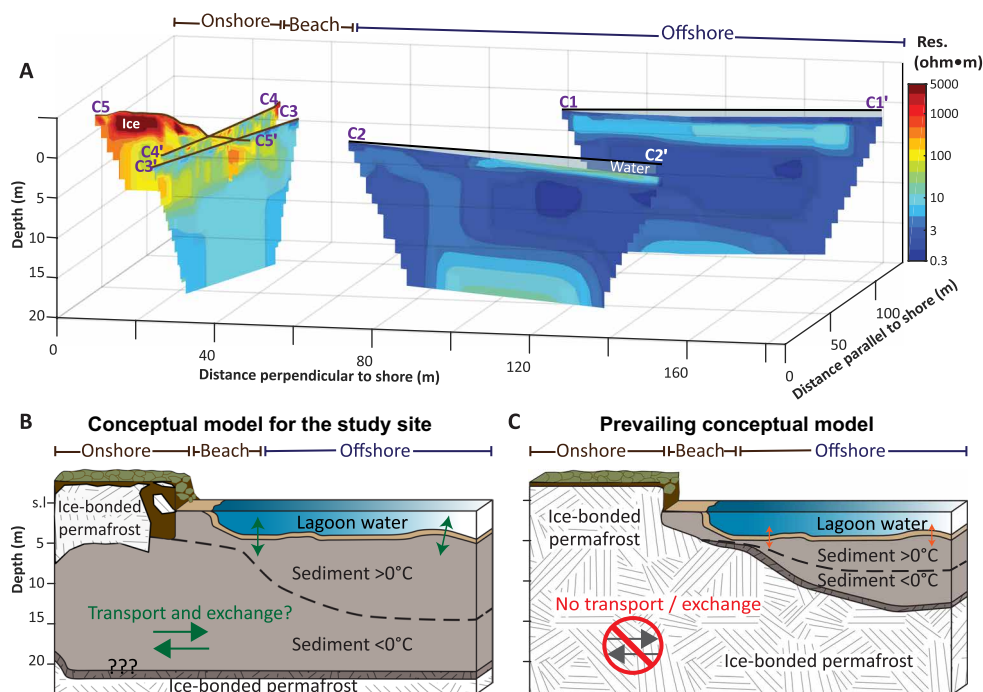 Onshore
Beach
Offshore
Res.
(ohm•m)
A
5000
1000
100
10
3
0.3
C5
Ice
C4
C3
C4'
C3'
C5'
C2
C2'
Water
C1
C1'
Depth (m)
0
5
10
15
20
0
40
80
120
160
Distance perpendicular to shore (m)
0
50
100
Distance parallel to shore (m)
B
Conceptual model for the study site
Onshore
Beach
Offshore
s.l
5
10
15
20
Depth (m)
Ice-bonded
permafrost
Lagoon water
Sediment >0°C
Transport and exchange?
Sediment <0°C
???
Ice-bonded permafrost
C
Prevailing conceptual model
Onshore
Beach
Offshore
Ice-bonded
permafrost
Lagoon water
Sediment >0°C
Sediment <0°C
No transport / exchange
Ice-bonded permafrost